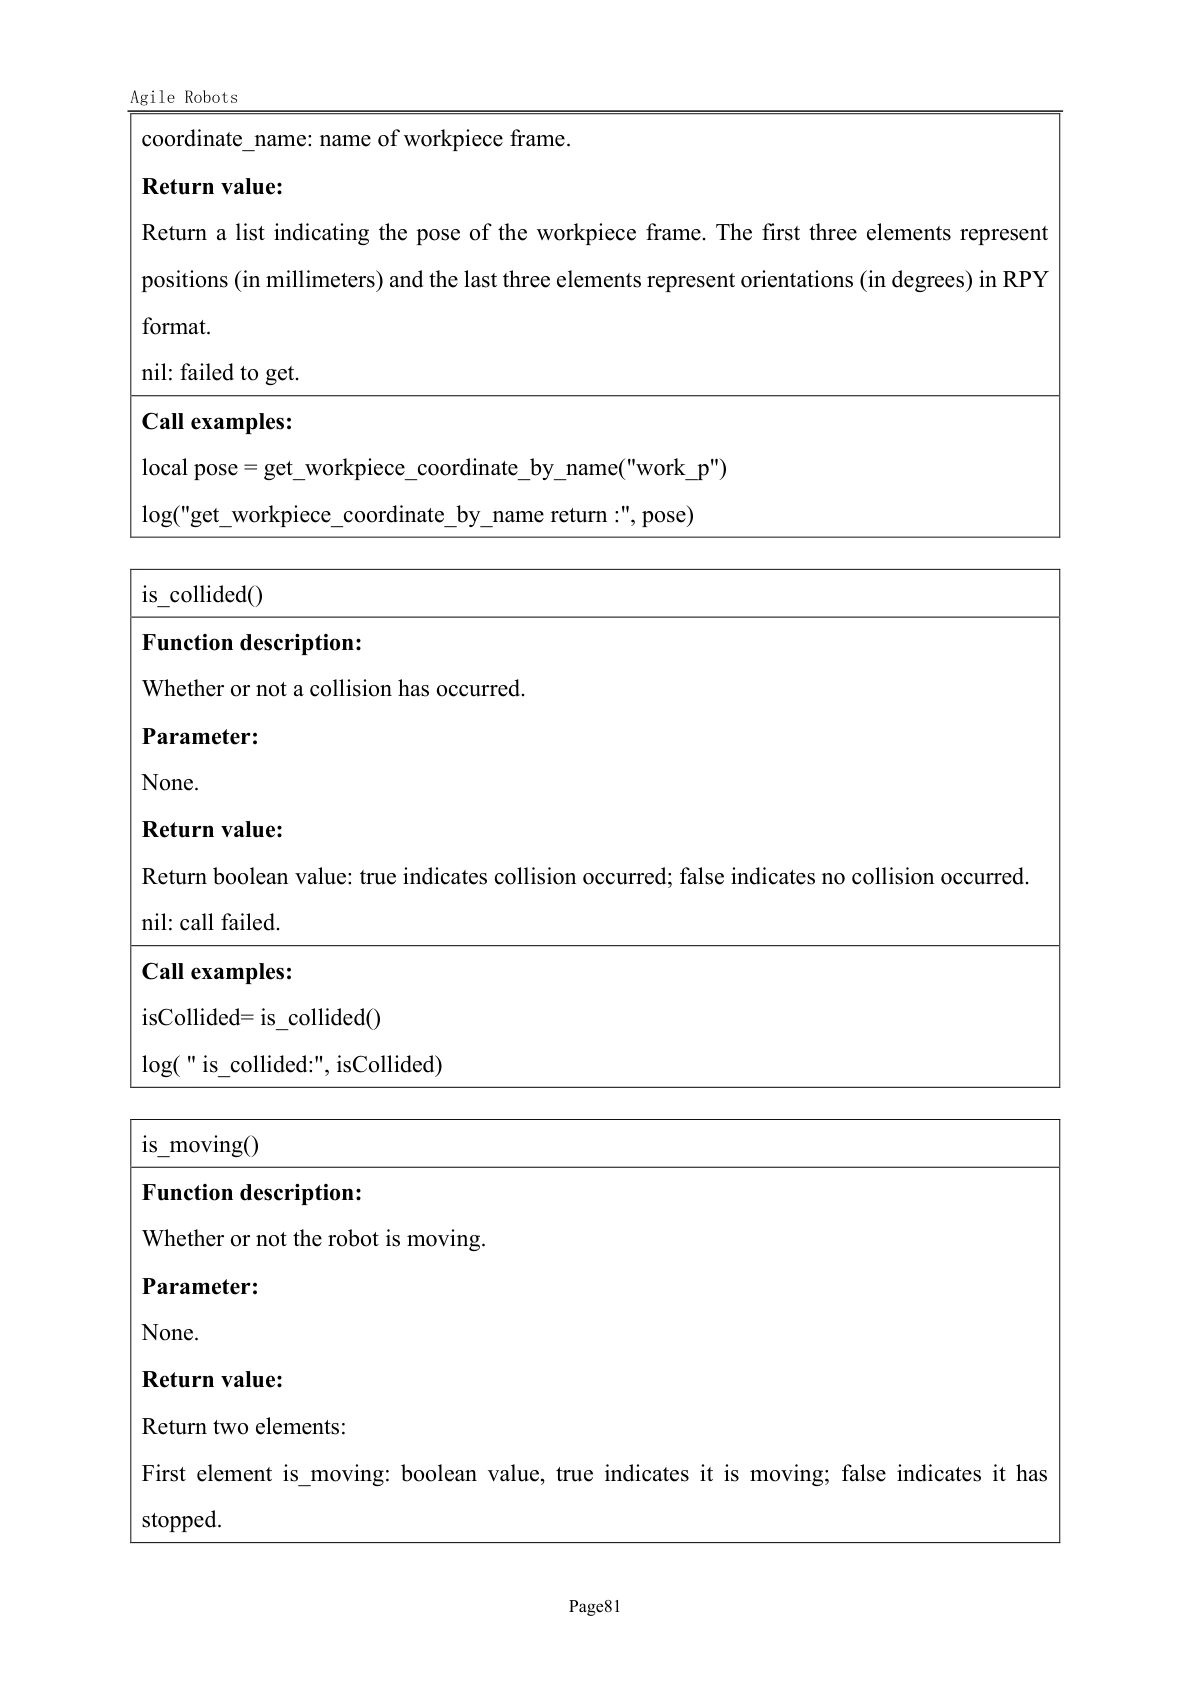 Agile Robots
coordinate_name: name of workpiece frame.
Return value:
Return a list indicating the pose of the workpiece frame. The first three elements represent
positions (in millimeters) and the last three elements represent orientations (in degrees) in RPY
format.
nil: failed to get.
Call examples:
local pose = get_workpiece_coordinate_by_name("work_p")
log("get_workpiece_coordinate_by_name return :", pose)
is_collided()
Function description:
Whether or not a collision has occurred.
Parameter:
None.
Return value:
Return boolean value: true indicates collision occurred; false indicates no collision occurred.
nil: call failed.
Call examples:
isCollided= is_collided()
log( " is_collided:", isCollided)
is_moving()
Function description:
Whether or not the robot is moving.
Parameter:
None.
Return value:
Return two elements:
First element is_moving: boolean value, true indicates it is moving; false indicates it has
stopped.
Page81